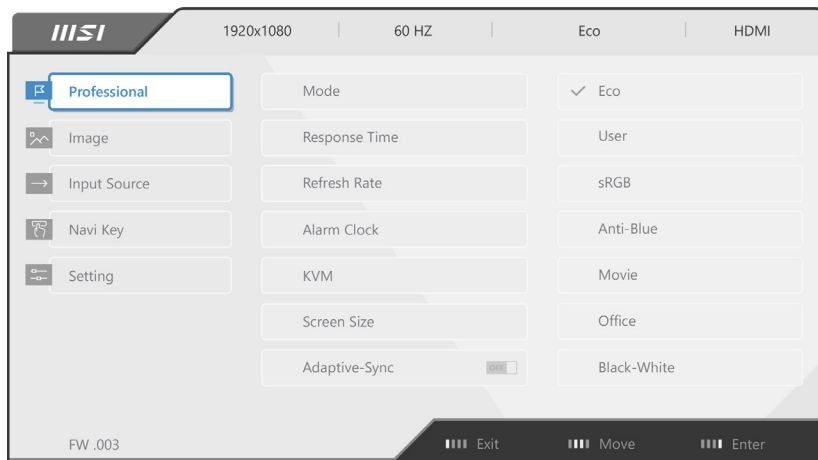 msi 1920x1080 60 HZ Eco HDMI
Professional Mode Eco
Image Response Time User
Input Source Refresh Rate sRGB
Navi Key Alarm Clock Anti-Blue
Setting KVM Movie
Screen Size Office
Adaptive-Sync OFF Black-White
FW .003 Exit Move Enter